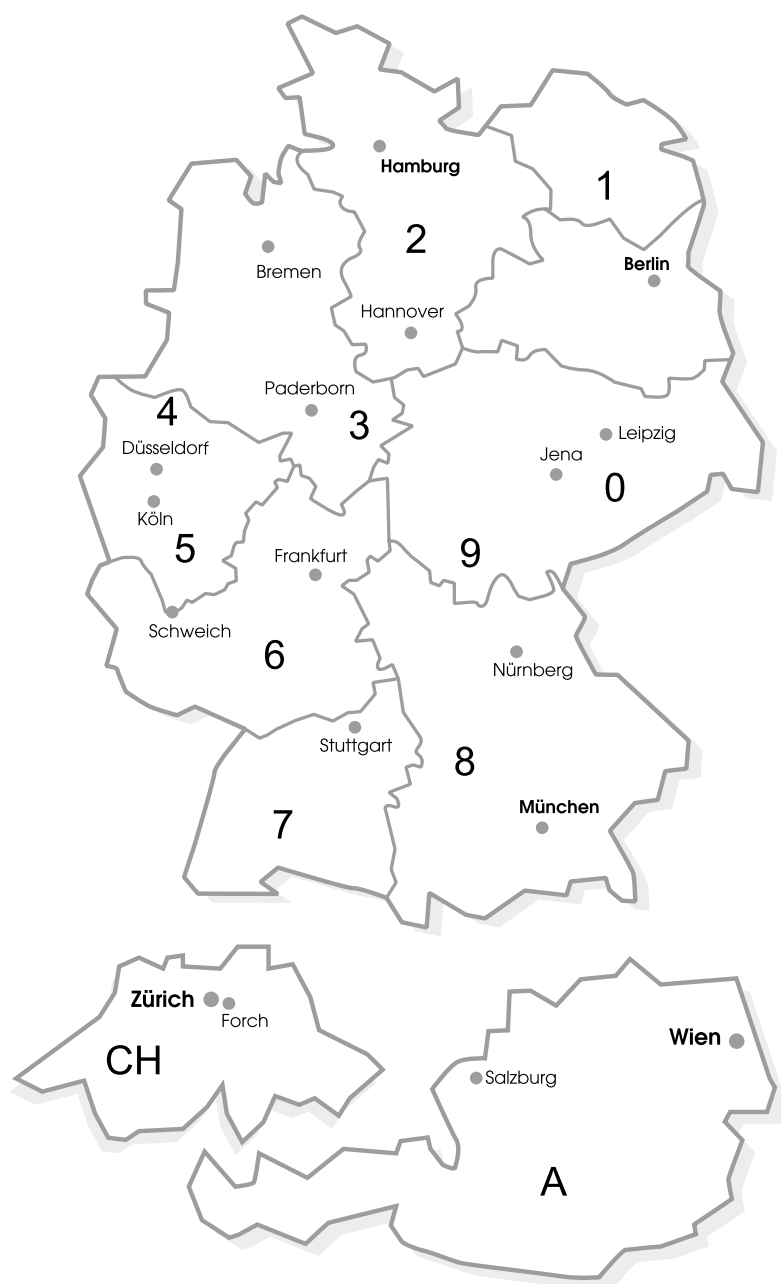 Hamburg
1
2
Bremen
Berlin
Hannover
Paderborn
4
3
Düsseldorf
Leipzig
Jena
0
Köln
5
9
Frankfurt
Schweich
6
Nürnberg
Stuttgart
8
München
7
Zürich
Forch
CH
Wien
Salzburg
A